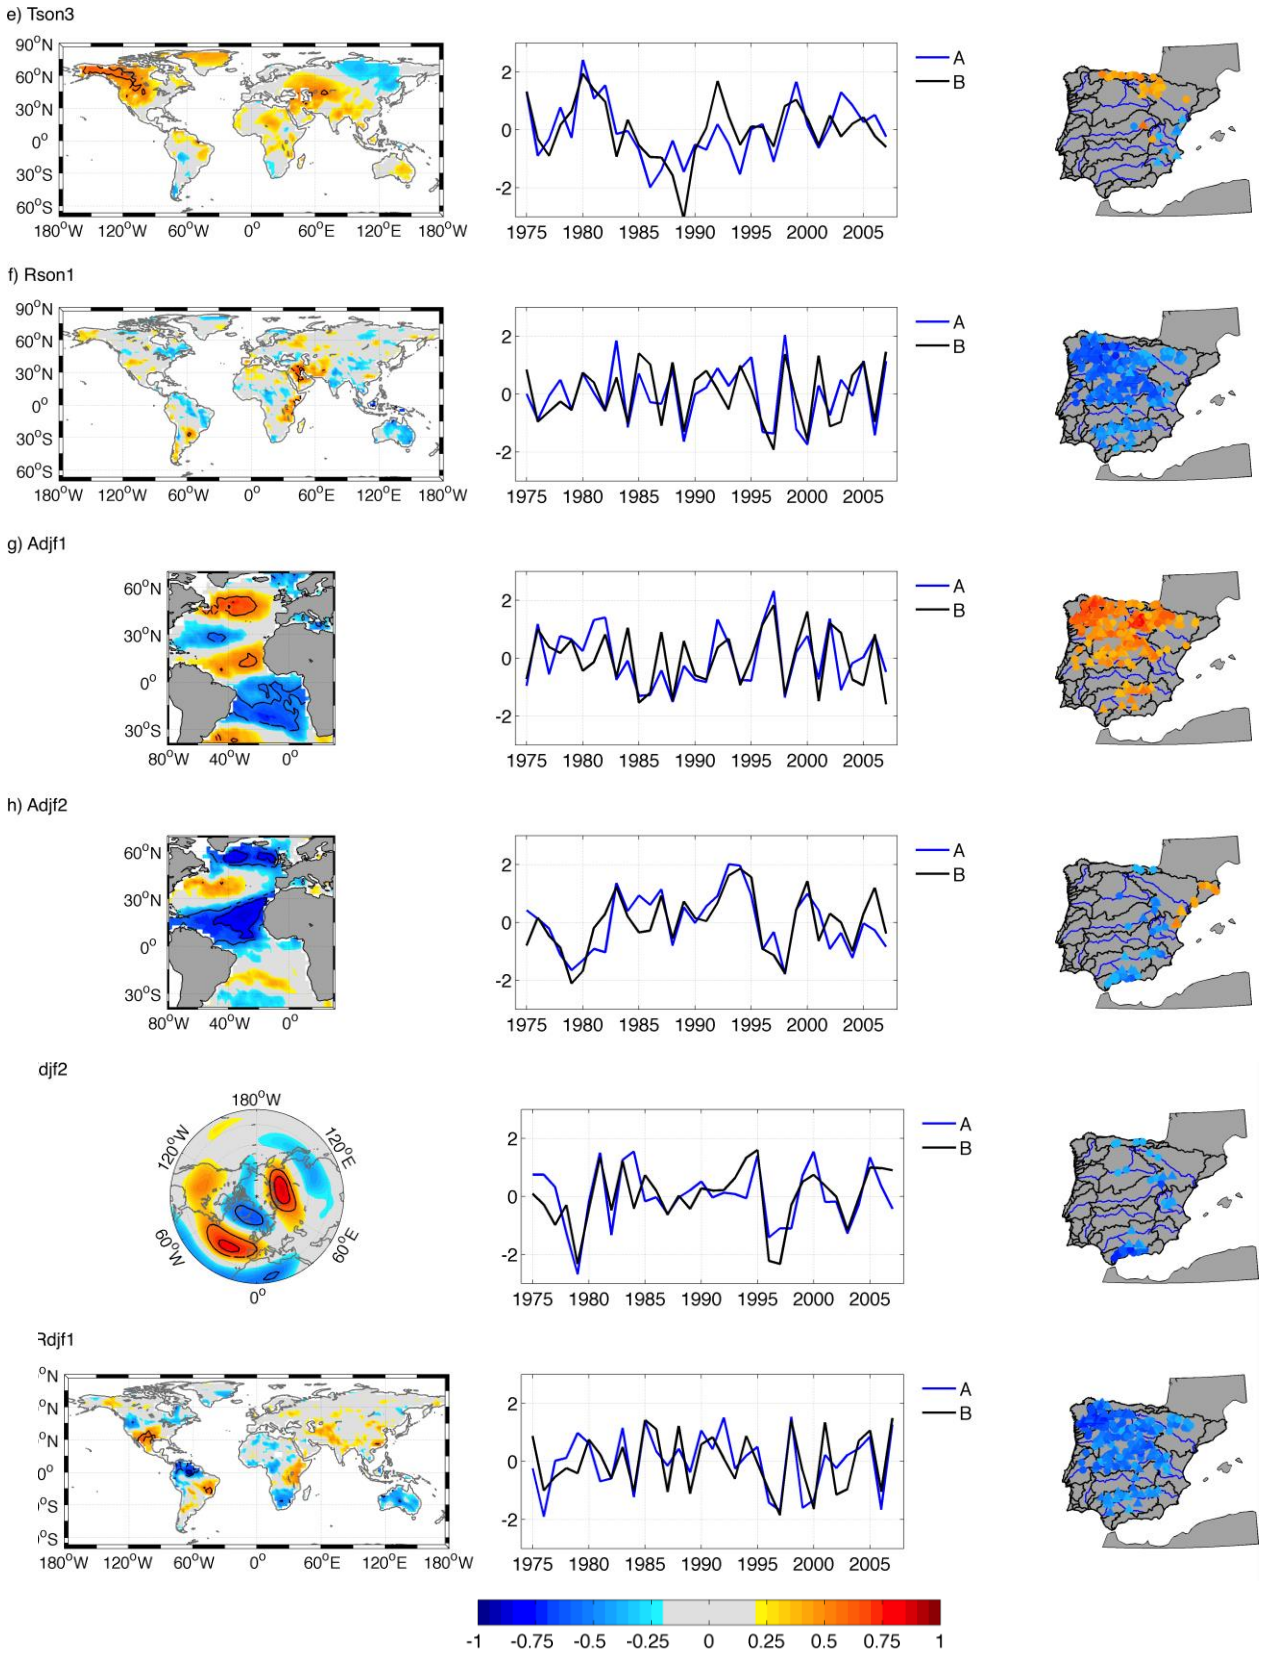 e) Tson3
90°N
60°N
30°N
0°
30°S
60°S
180°W 120°W 60°W 0° 60°E 120°E 180°W
2
0
-2
1975 1980 1985 1990 1995 2000 2005
A
B
f) Rson1
90°N
60°N
30°N
0°
30°S
60°S
180°W 120°W 60°W 0° 60°E 120°E 180°W
2
0
-2
1975 1980 1985 1990 1995 2000 2005
A
B
g) Adjf1
60°N
30°N
0°
30°S
80°W 40°W 0°
2
0
-2
1975 1980 1985 1990 1995 2000 2005
A
B
h) Adjf2
60°N
30°N
0°
30°S
80°W 40°W 0°
2
0
-2
1975 1980 1985 1990 1995 2000 2005
A
B
djf2
180°W
120°W 120°E
60°W 60°E
0°
2
0
-2
1975 1980 1985 1990 1995 2000 2005
A
B
Rdjf1
°N
°N
°N
0°
°S
°S
180°W 120°W 60°W 0° 60°E 120°E 180°W
2
0
-2
1975 1980 1985 1990 1995 2000 2005
A
B
-1 -0.75 -0.5 -0.25 0 0.25 0.5 0.75 1